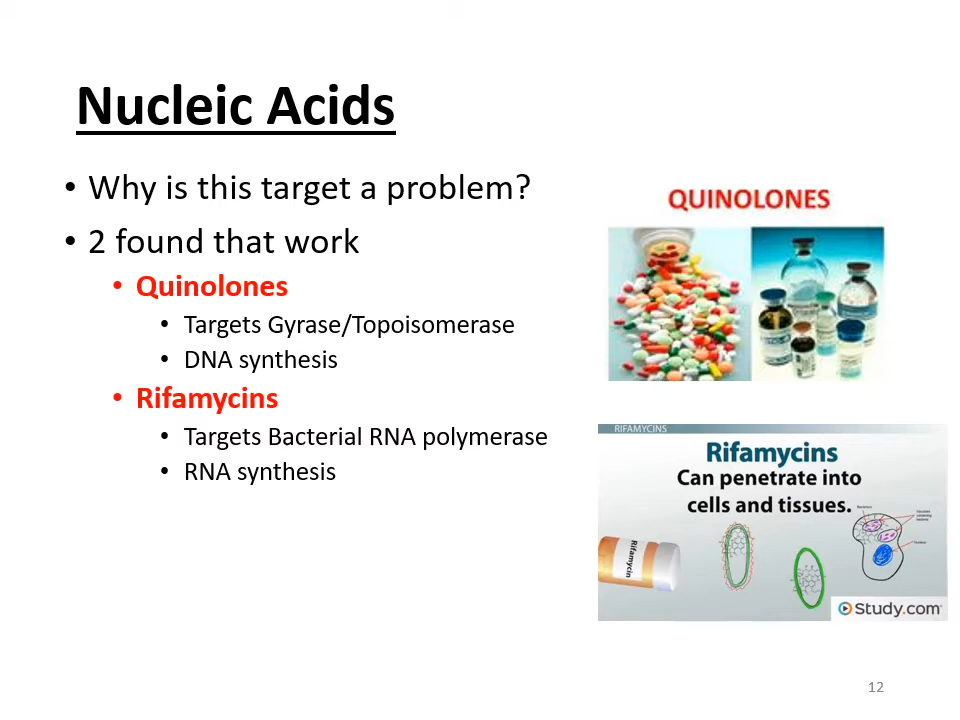 Nucleic Acids
• Why is this target a problem?
• 2 found that work
• Quinolones
• Targets Gyrase/Topoisomerase
• DNA synthesis
• Rifamycins
• Targets Bacterial RNA polymerase
• RNA synthesis
QUINOLONES
RIFAMYCINS
Rifamycins
Can penetrate into
cells and tissues.
Rifamycin
Study.com
12